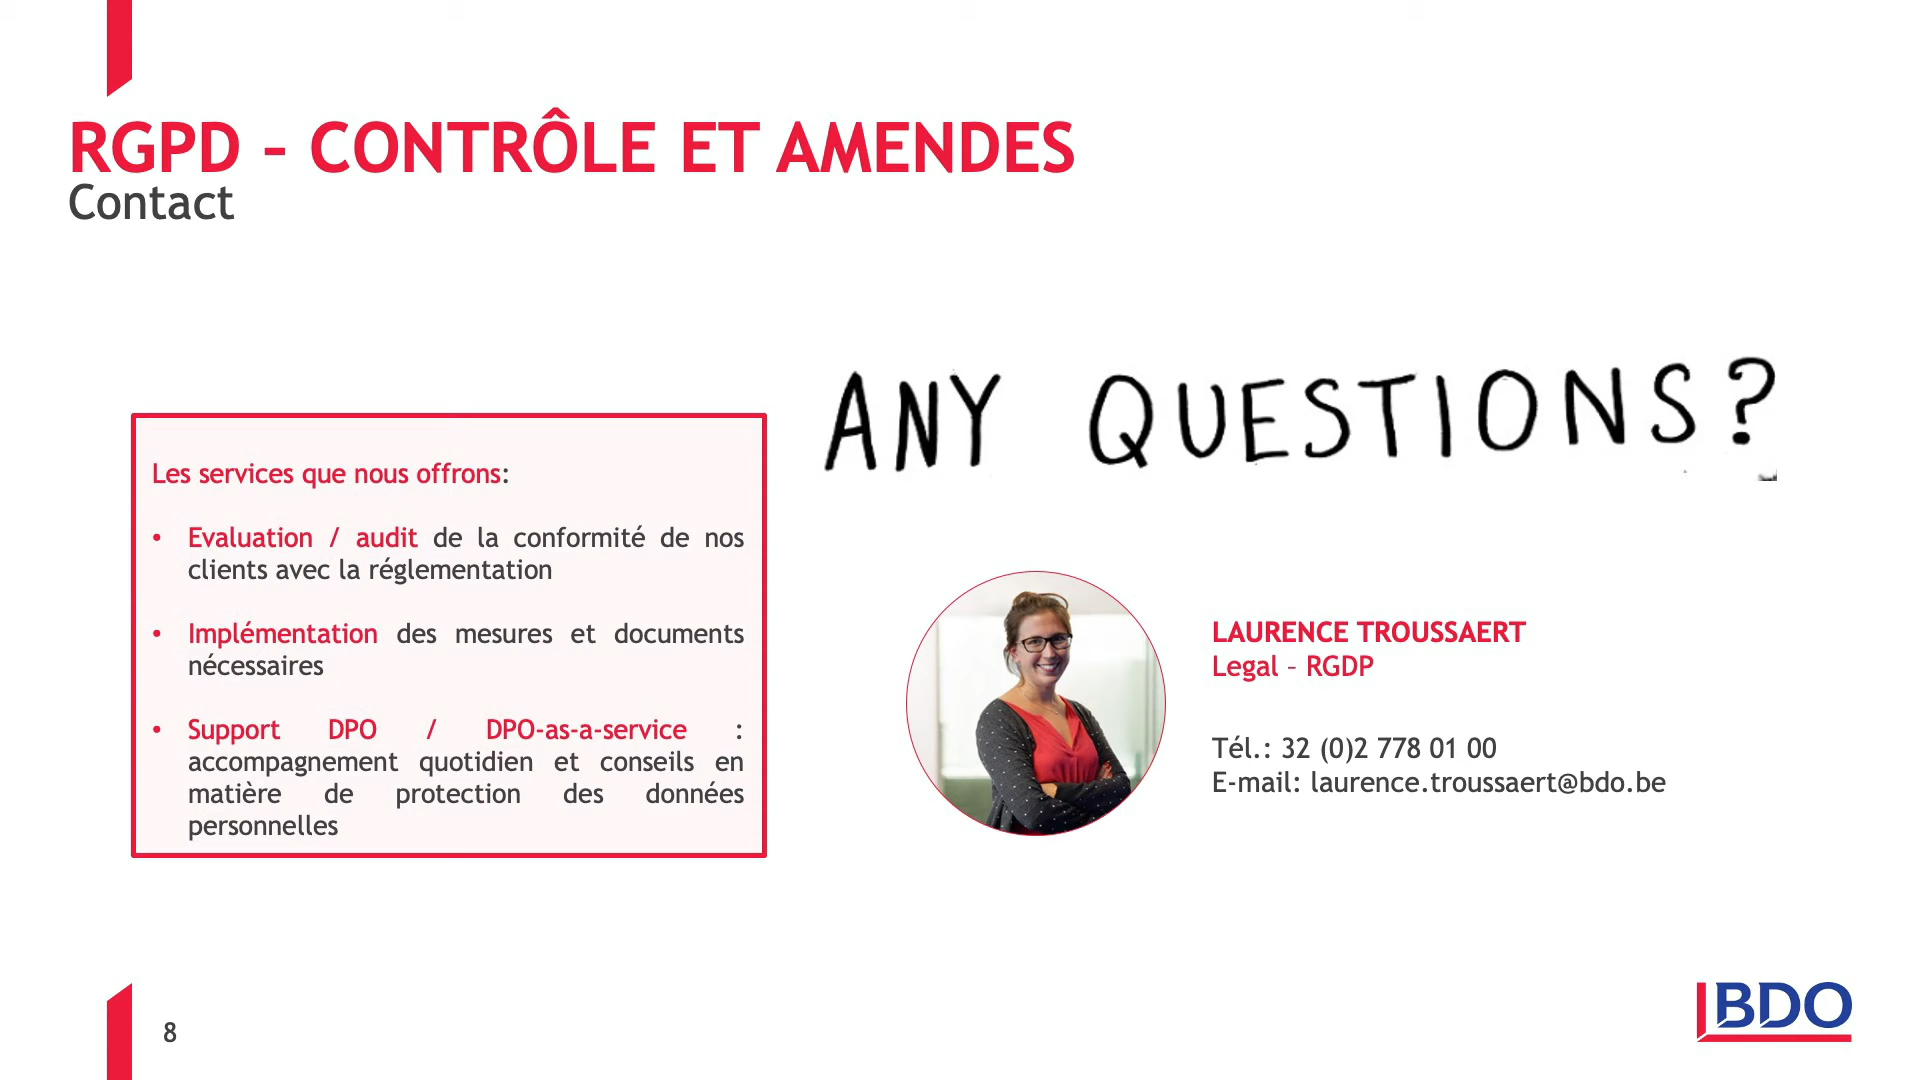 RGPD – CONTRÔLE ET AMENDES
Contact
ANY QUESTIONS?
Les services que nous offrons:
• Evaluation / audit de la conformité de nos
clients avec la réglementation
• Implémentation des mesures et documents
nécessaires
• Support DPO / DPO-as-a-service :
accompagnement quotidien et conseils en
matière de protection des données
personnelles
LAURENCE TROUSSAERT
Legal – RGDP
Tél.: 32 (0)2 778 01 00
E-mail: laurence.troussaert@bdo.be
8
BDO